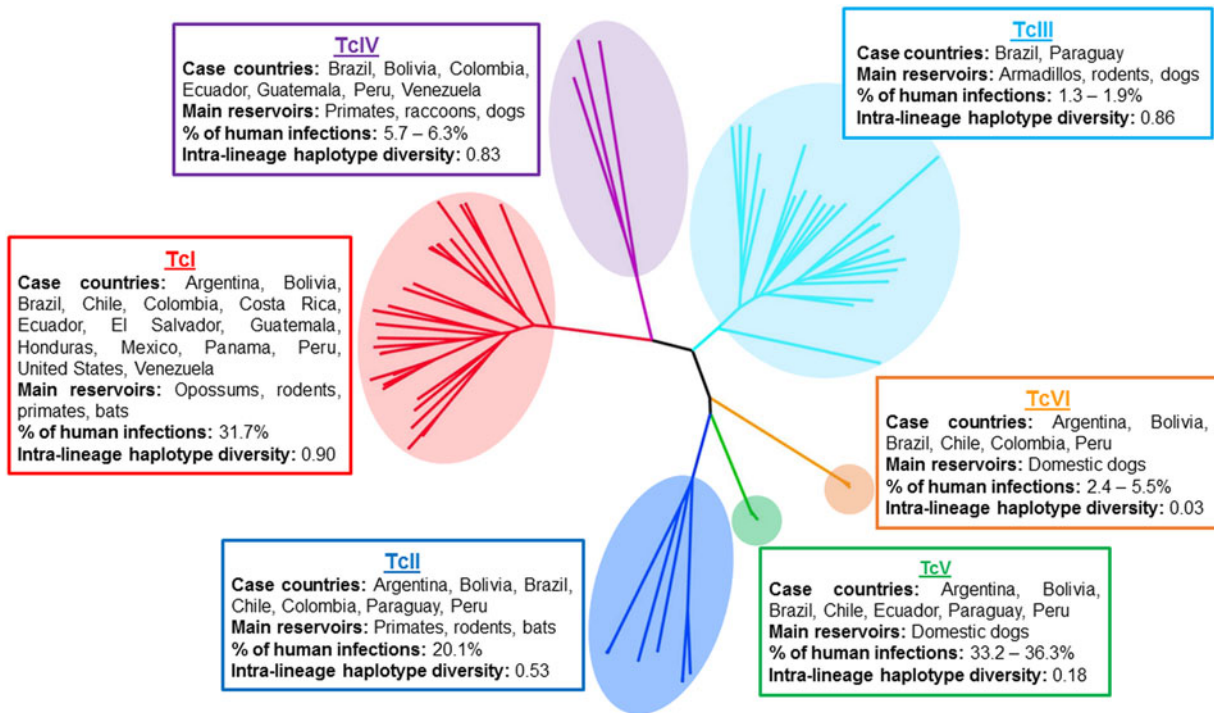 TcIV
Case countries: Brazil, Bolivia, Colombia,
Ecuador, Guatemala, Peru, Venezuela
Main reservoirs: Primates, raccoons, dogs
% of human infections: 5.7 – 6.3%
Intra-lineage haplotype diversity: 0.83
TcIII
Case countries: Brazil, Paraguay
Main reservoirs: Armadillos, rodents, dogs
% of human infections: 1.3 – 1.9%
Intra-lineage haplotype diversity: 0.86
TcI
Case countries: Argentina, Bolivia,
Brazil, Chile, Colombia, Costa Rica,
Ecuador, El Salvador, Guatemala,
Honduras, Mexico, Panama, Peru,
United States, Venezuela
Main reservoirs: Opossums, rodents,
primates, bats
% of human infections: 31.7%
Intra-lineage haplotype diversity: 0.90
TcVI
Case countries: Argentina, Bolivia,
Brazil, Chile, Colombia, Peru
Main reservoirs: Domestic dogs
% of human infections: 2.4 – 5.5%
Intra-lineage haplotype diversity: 0.03
TcII
Case countries: Argentina, Bolivia, Brazil,
Chile, Colombia, Paraguay, Peru
Main reservoirs: Primates, rodents, bats
% of human infections: 20.1%
Intra-lineage haplotype diversity: 0.53
TcV
Case countries: Argentina, Bolivia,
Brazil, Chile, Ecuador, Paraguay, Peru
Main reservoirs: Domestic dogs
% of human infections: 33.2 – 36.3%
Intra-lineage haplotype diversity: 0.18